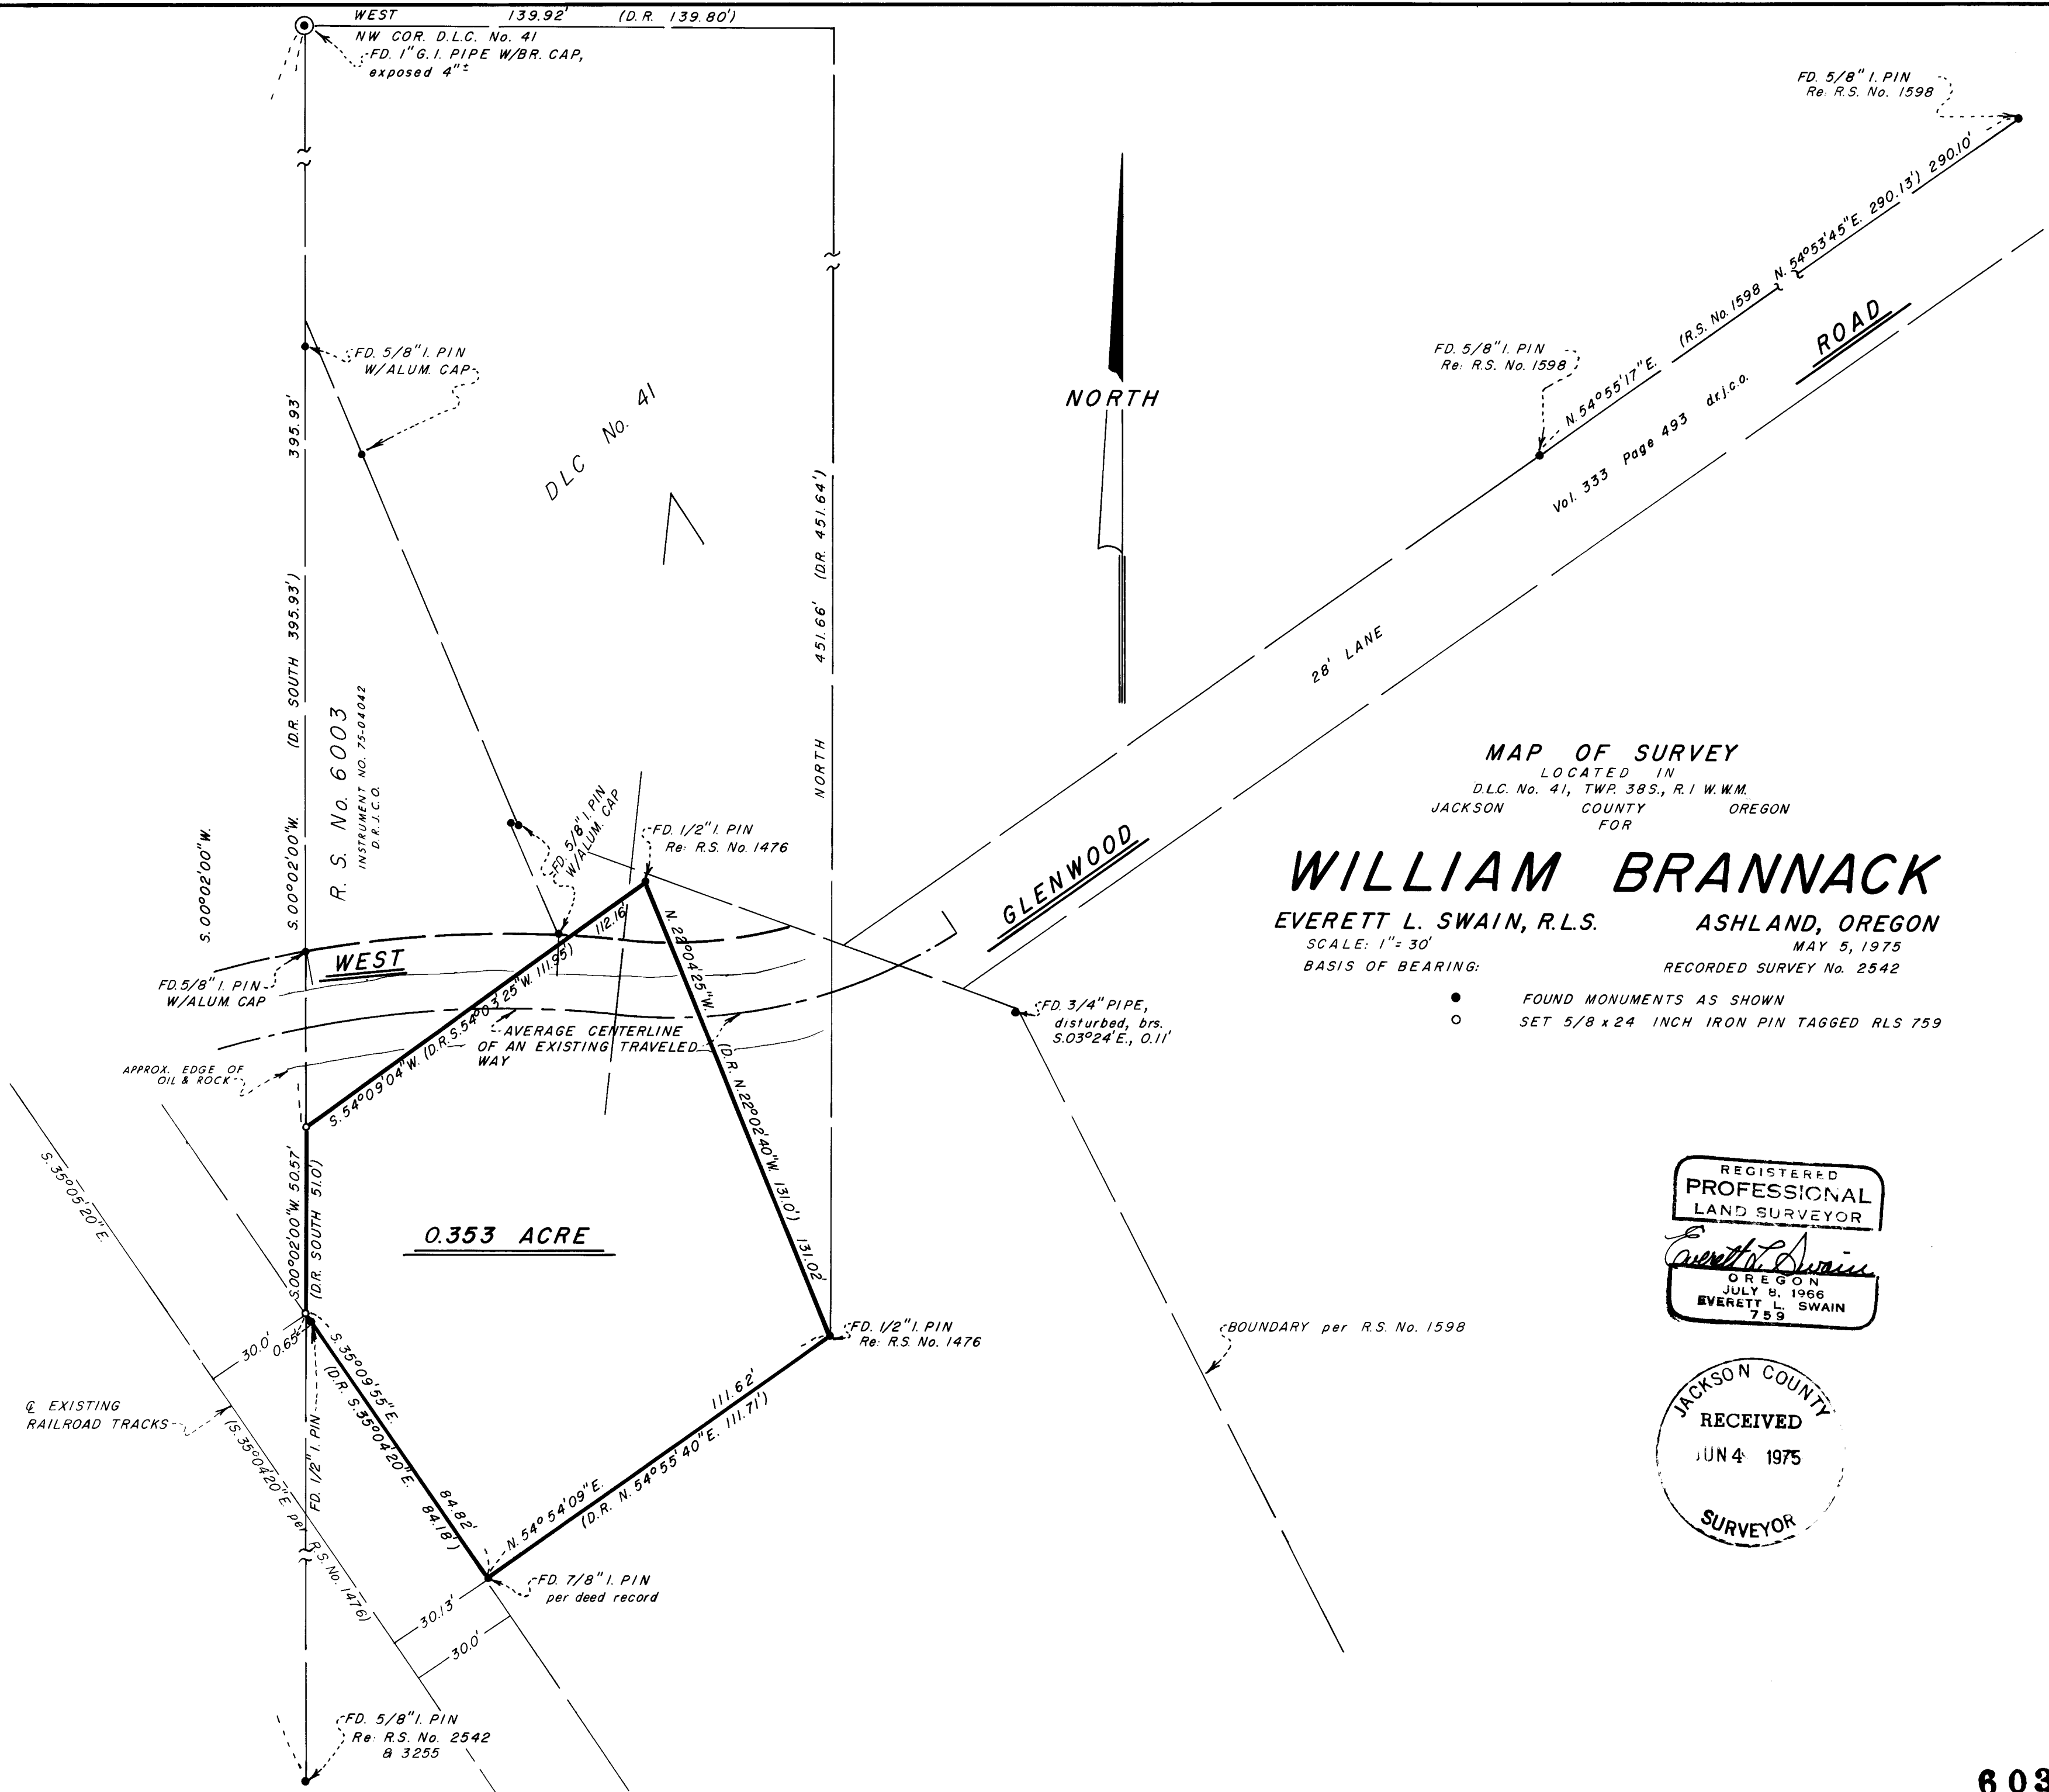 WEST 139.92' (D.R. 139.80')
NW COR. D.L.C. No. 41
FD. 1" G.I. PIPE W/BR. CAP,
exposed 4"±
FD. 5/8" I. PIN
Re: R.S. No. 1598
N. 54°55'17"E. (R.S. No. 1598 N. 54°53'45"E. 290.13') 290.10'
ROAD
FD. 5/8" I. PIN
Re: R.S. No. 1598
Vol. 333 Page 493 d.r.j.c.o.
28' LANE
GLENWOOD
FD. 5/8" I. PIN
W/ALUM. CAP
DLC No. 41
NORTH
395.93'
(D.R. SOUTH 395.93')
S. 00°02'00"W.
S. 00°02'00"W.
R. S. No. 6003
INSTRUMENT NO. 75-04042
D.R.J.C.O.
NORTH 451.66' (D.R. 451.64')
FD. 5/8" I. PIN
W/ALUM. CAP
FD. 1/2" I. PIN
Re: R.S. No. 1476
MAP OF SURVEY
LOCATED IN
D.L.C. No. 41, TWP. 38S., R. 1 W. W.M.
JACKSON COUNTY OREGON
FOR
WILLIAM BRANNACK
EVERETT L. SWAIN, R.L.S. ASHLAND, OREGON
SCALE: 1" = 30' MAY 5, 1975
BASIS OF BEARING: RECORDED SURVEY No. 2542
FOUND MONUMENTS AS SHOWN
SET 5/8 x 24 INCH IRON PIN TAGGED RLS 759
WEST
FD. 5/8" I. PIN
W/ALUM. CAP
S. 54°09'04"W. (D.R. S. 54°03'25"W. 111.95') 112.16'
N. 22°04'25"W.
(D.R. N. 22°02'40"W. 131.0') 131.02'
AVERAGE CENTERLINE
OF AN EXISTING TRAVELED
WAY
APPROX. EDGE OF
OIL & ROCK
FD. 3/4" PIPE,
disturbed, brs.
S.03°24'E., 0.11'
S. 35°05'20"E.
S.00°02'00"W. 50.57'
(D.R. SOUTH 51.0')
0.353 ACRE
30.0'
0.65'
FD. 1/2" I. PIN
S. 35°09'55"E. 84.82'
(D.R. S.35°04'20"E. 84.18')
FD. 1/2" I. PIN
Re: R.S. No. 1476
111.62'
N. 54°54'09"E.
(D.R. N. 54°55'40"E. 111.71')
BOUNDARY per R.S. No. 1598
℄ EXISTING
RAILROAD TRACKS
(S. 35°04'20"E. per R.S. No. 1476)
FD. 7/8" I. PIN
per deed record
30.13'
30.0'
FD. 5/8" I. PIN
Re: R.S. No. 2542
& 3255
REGISTERED
PROFESSIONAL
LAND SURVEYOR
Everett L. Swain
OREGON
JULY 8, 1966
EVERETT L. SWAIN
759
JACKSON COUNTY
RECEIVED
JUN 4 1975
SURVEYOR
603